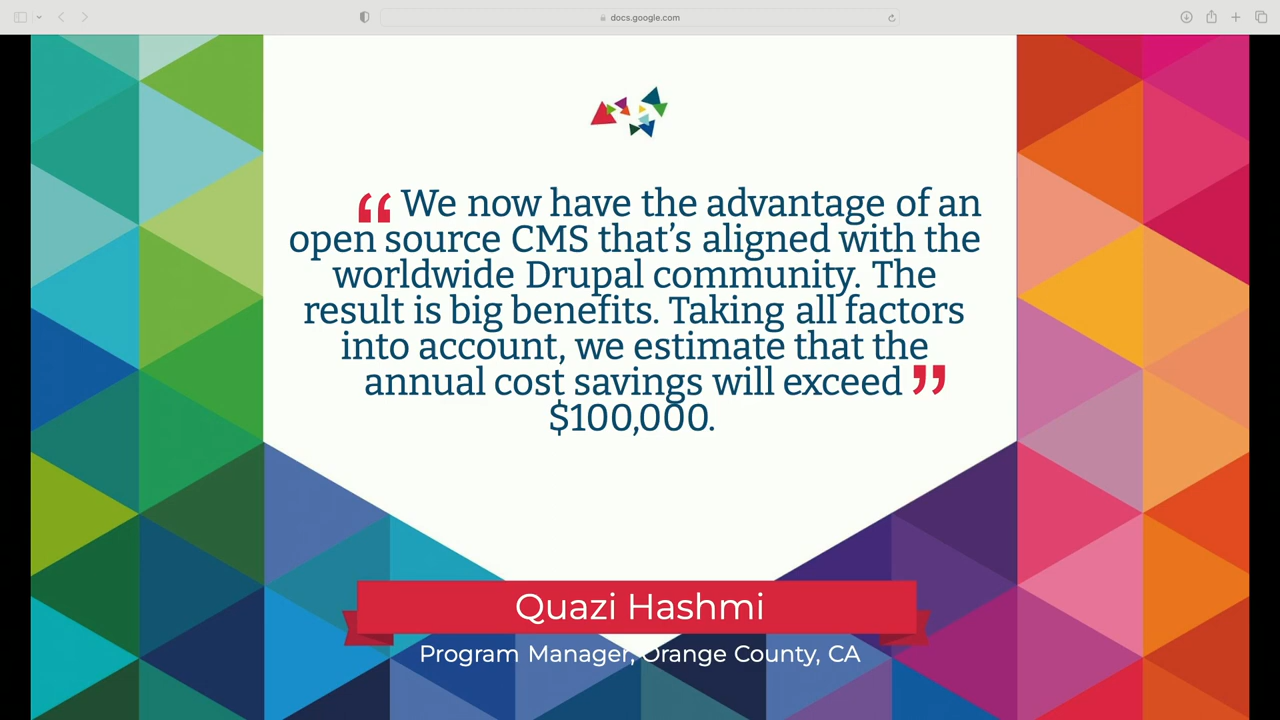 docs.google.com
“ We now have the advantage of an
open source CMS that’s aligned with the
worldwide Drupal community. The
result is big benefits. Taking all factors
into account, we estimate that the
annual cost savings will exceed ”
$100,000.
Quazi Hashmi
Program Manager, Orange County, CA